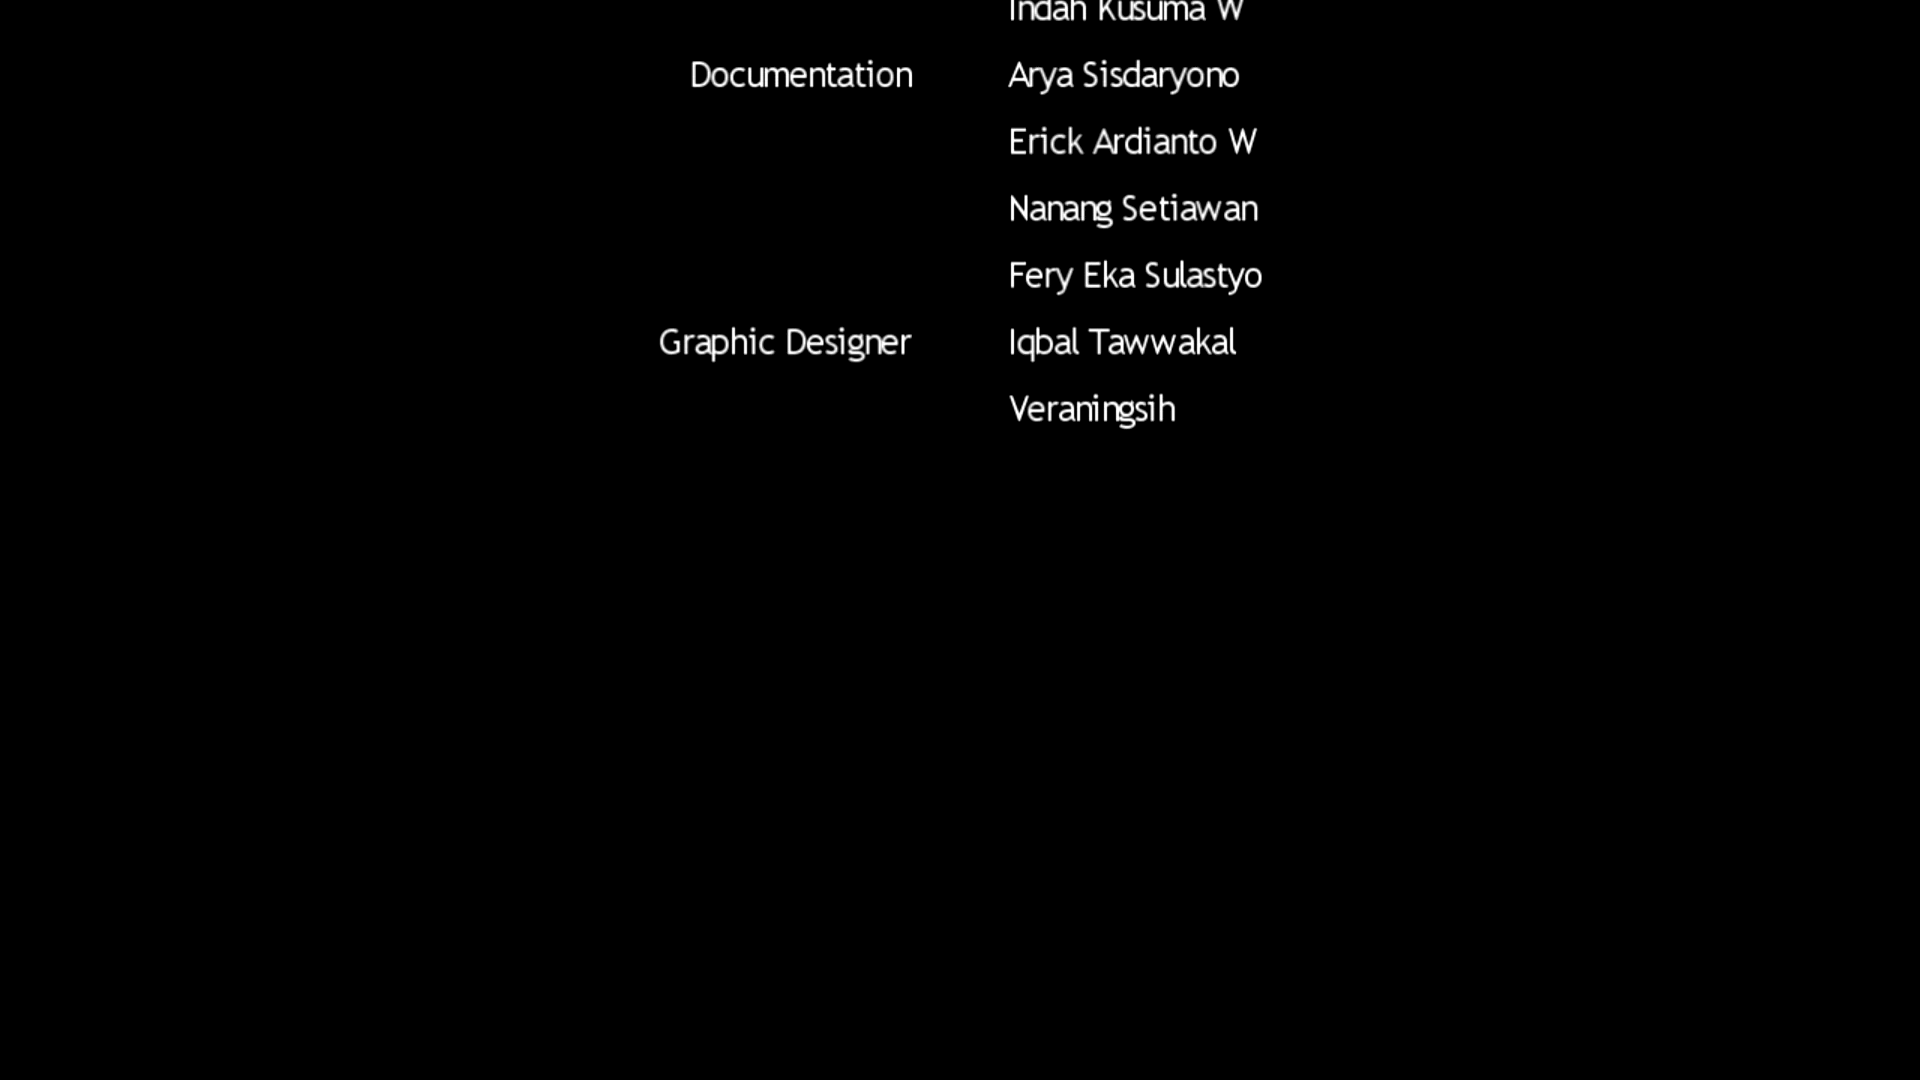 Indah Kusuma W
Documentation Arya Sisdaryono
Erick Ardianto W
Nanang Setiawan
Fery Eka Sulastyo
Graphic Designer Iqbal Tawwakal
Veraningsih